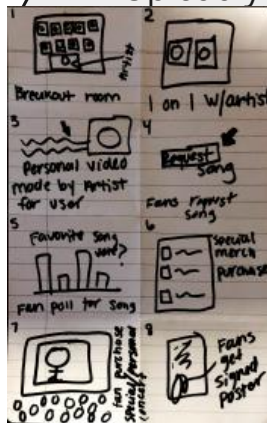 1
Artist
Breakout room
2
1 on 1 w/artist
3
Personal video
made by Artist
for user
4
Request
song
Fans request
song
5
Favorite song
Fan poll for song
6
special
merch
purchase
7
fan purchase
special/personal
concert
8
Fans
get
signed
poster